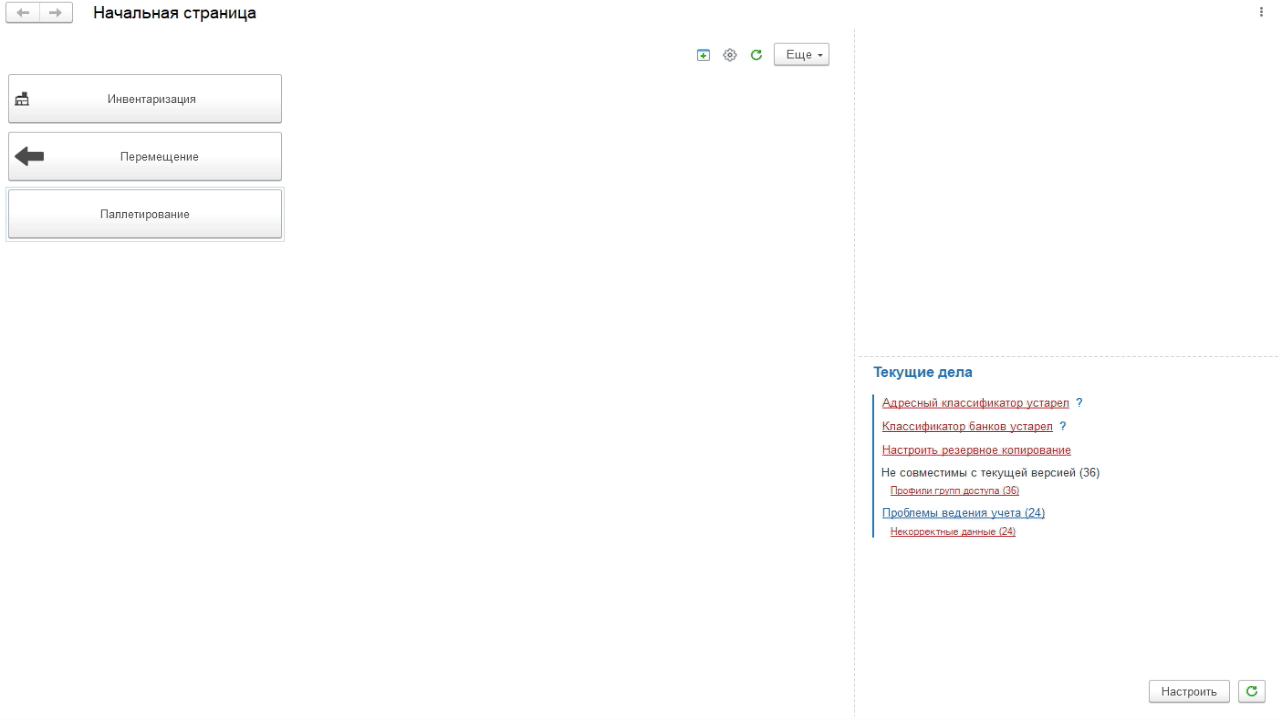 Начальная страница
Еще
Инвентаризация
Перемещение
Паллетирование
Текущие дела
Адресный классификатор устарел ?
Классификатор банков устарел ?
Настроить резервное копирование
Не совместимы с текущей версией (36)
Профили групп доступа (36)
Проблемы ведения учета (24)
Некорректные данные (24)
Настроить